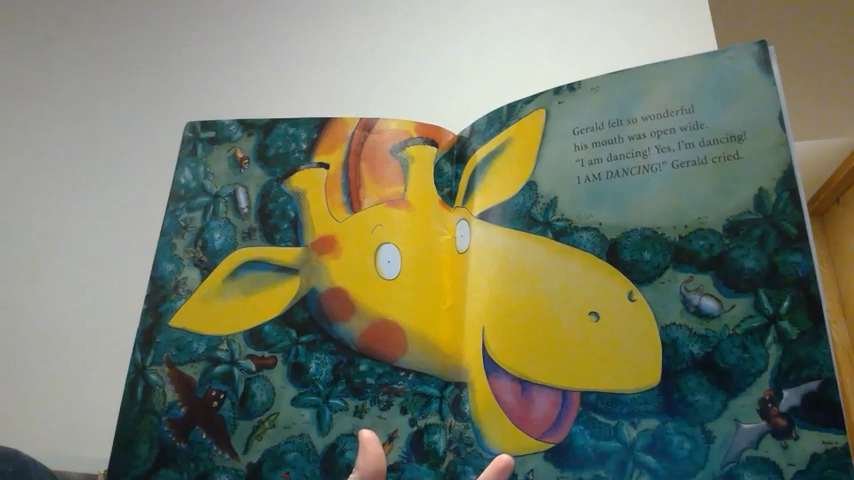 Gerald felt so wonderful
his mouth was open wide.
"I am dancing! Yes, I'm dancing!
I AM DANCING!" Gerald cried.